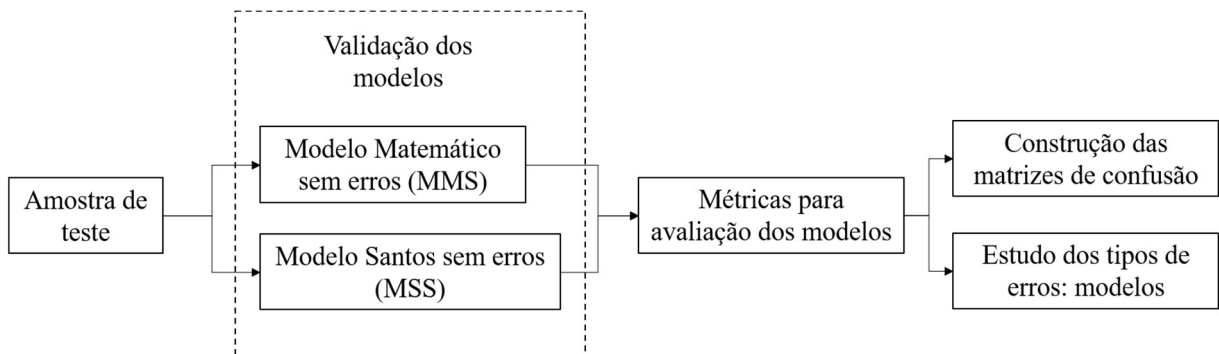 Validação dos
modelos
Amostra de
teste
Modelo Matemático
sem erros (MMS)
Modelo Santos sem erros
(MSS)
Métricas para
avaliação dos modelos
Construção das
matrizes de confusão
Estudo dos tipos de
erros: modelos